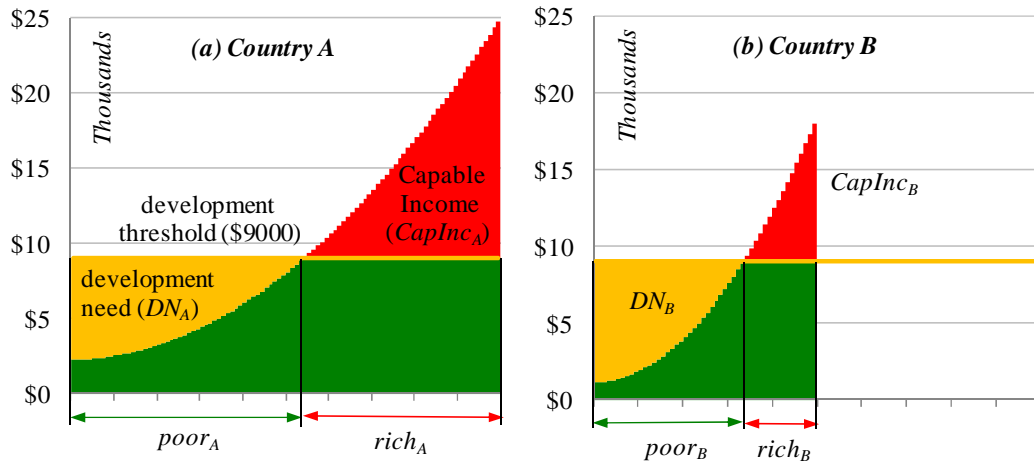 (a) Country A
Thousands
$25
$20
$15
$10
$5
$0
development
threshold ($9000)
Capable
Income
(CapInc_A)
development
need (DN_A)
poor_A
rich_A
(b) Country B
Thousands
$25
$20
$15
$10
$5
$0
CapInc_B
DN_B
poor_B
rich_B